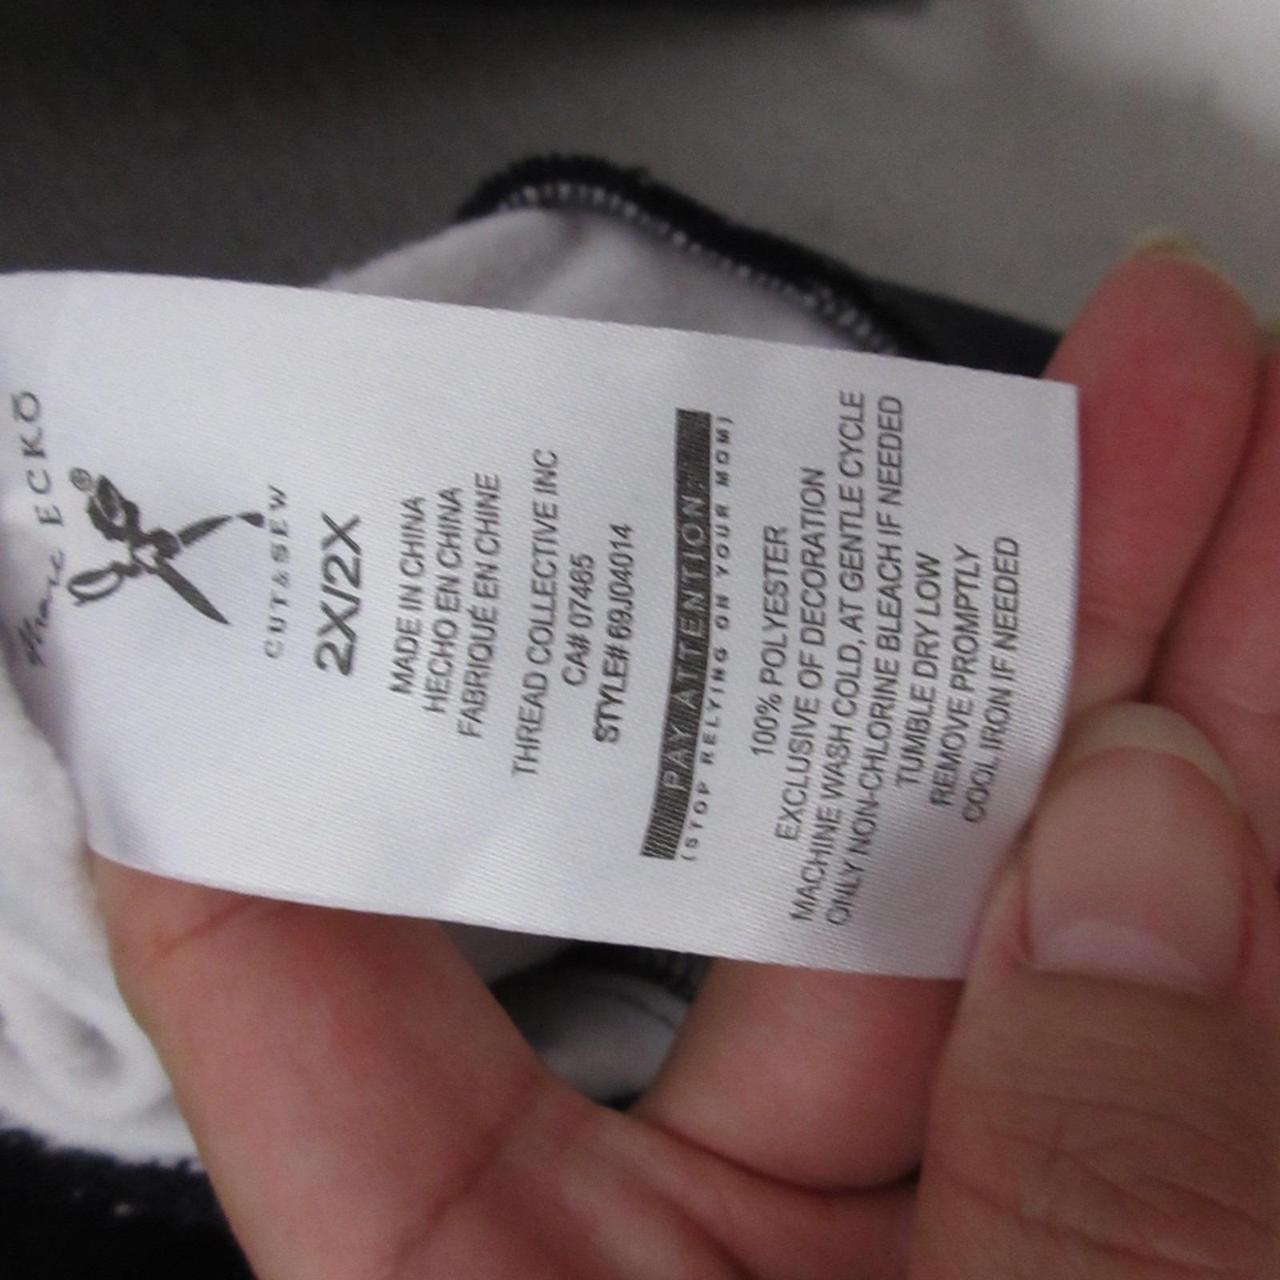 Marc ECKŌ
®
CUT&SEW
2X/2X
MADE IN CHINA
HECHO EN CHINA
FABRIQUÉ EN CHINE
THREAD COLLECTIVE INC
CA# 07465
STYLE# 69J04014
PAY ATTENTION
(STOP RELYING ON YOUR MOM)
100% POLYESTER
EXCLUSIVE OF DECORATION
MACHINE WASH COLD, AT GENTLE CYCLE
ONLY NON-CHLORINE BLEACH IF NEEDED
TUMBLE DRY LOW
REMOVE PROMPTLY
COOL IRON IF NEEDED